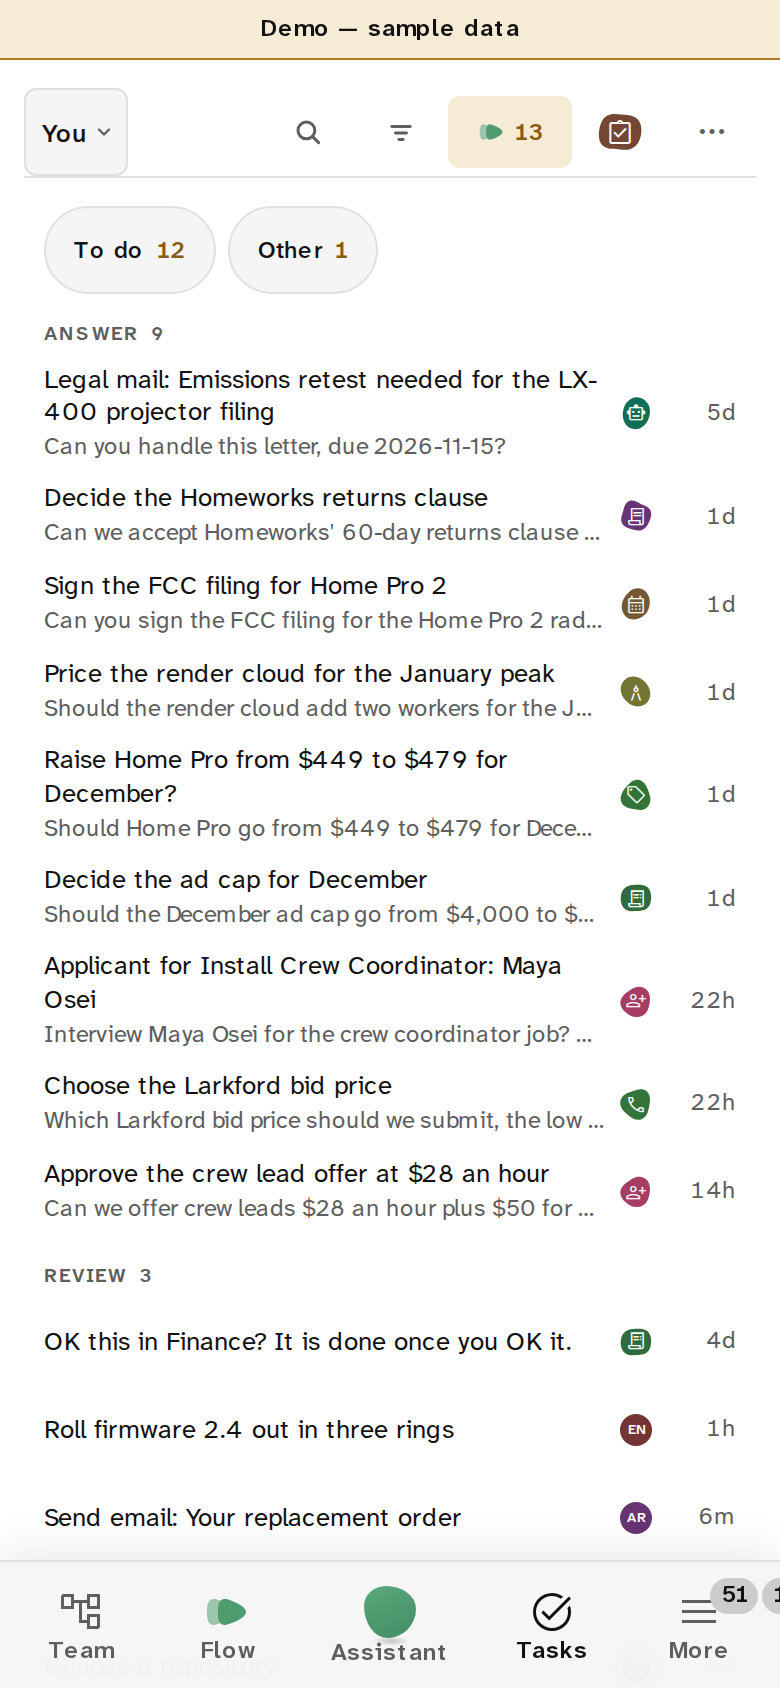 Demo — sample data
You
13
To do 12
Other 1
ANSWER 9
Legal mail: Emissions retest needed for the LX-
400 projector filing
Can you handle this letter, due 2026-11-15?
5d
Decide the Homeworks returns clause
Can we accept Homeworks' 60-day returns clause ...
1d
Sign the FCC filing for Home Pro 2
Can you sign the FCC filing for the Home Pro 2 rad...
1d
Price the render cloud for the January peak
Should the render cloud add two workers for the J...
1d
Raise Home Pro from $449 to $479 for
December?
Should Home Pro go from $449 to $479 for Dece...
1d
Decide the ad cap for December
Should the December ad cap go from $4,000 to $...
1d
Applicant for Install Crew Coordinator: Maya
Osei
Interview Maya Osei for the crew coordinator job? ...
22h
Choose the Larkford bid price
Which Larkford bid price should we submit, the low ...
22h
Approve the crew lead offer at $28 an hour
Can we offer crew leads $28 an hour plus $50 for ...
14h
REVIEW 3
OK this in Finance? It is done once you OK it.
4d
Roll firmware 2.4 out in three rings
EN
1h
Send email: Your replacement order
AR
6m
Choose a repository
Team
Flow
Assistant
Tasks
More
51